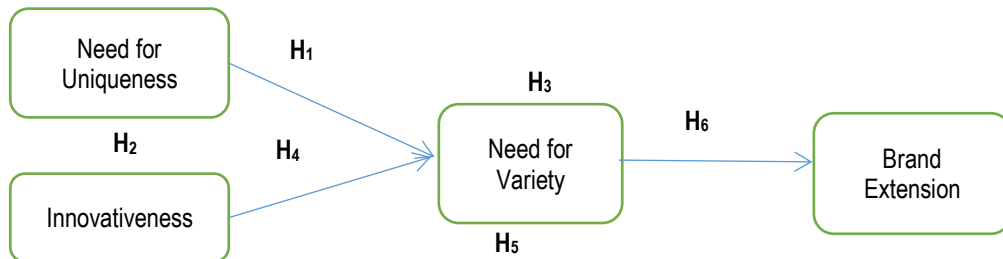 Need for
Uniqueness
H₁
H₂
Innovativeness
H₄
H₃
Need for
Variety
H₅
H₆
Brand
Extension